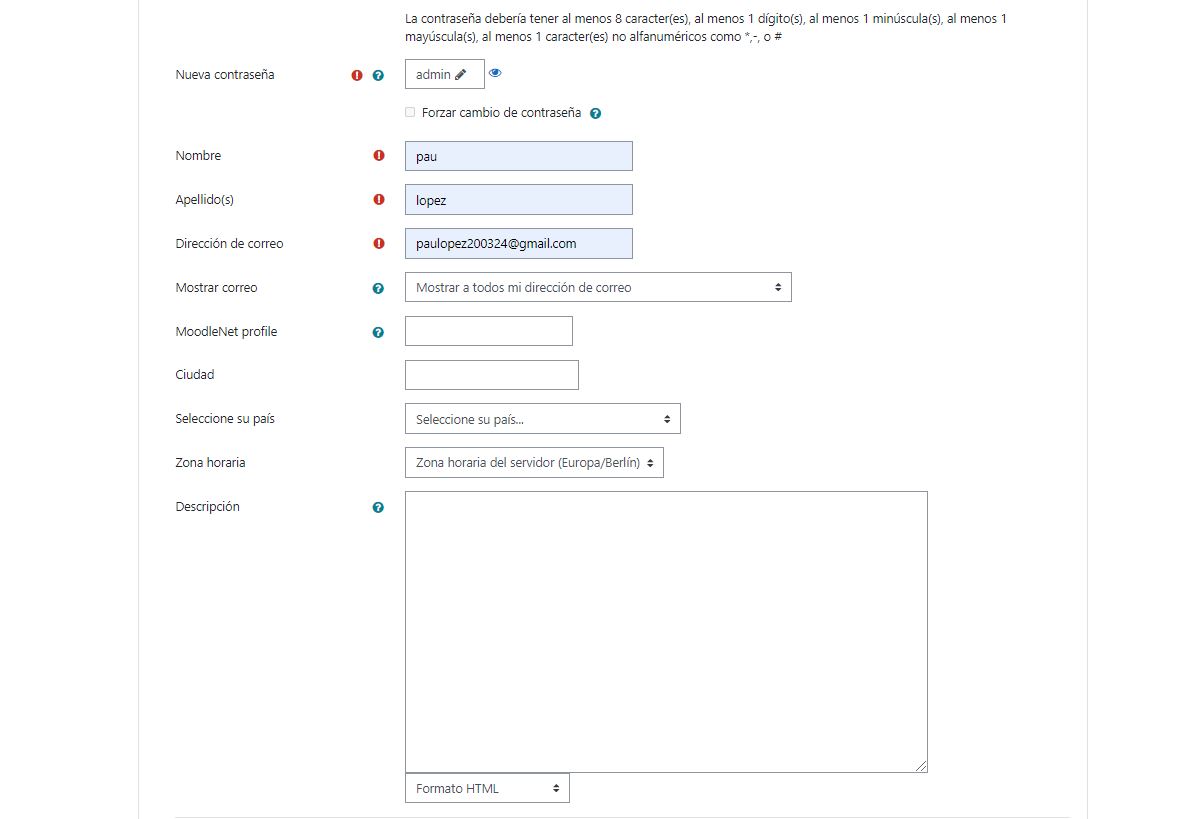 La contraseña debería tener al menos 8 caracter(es), al menos 1 dígito(s), al menos 1 minúscula(s), al menos 1
mayúscula(s), al menos 1 caracter(es) no alfanuméricos como *,-, o #
Nueva contraseña admin
Forzar cambio de contraseña
Nombre pau
Apellido(s) lopez
Dirección de correo paulopez200324@gmail.com
Mostrar correo Mostrar a todos mi dirección de correo
MoodleNet profile
Ciudad
Seleccione su país Seleccione su país...
Zona horaria Zona horaria del servidor (Europa/Berlín)
Descripción
Formato HTML